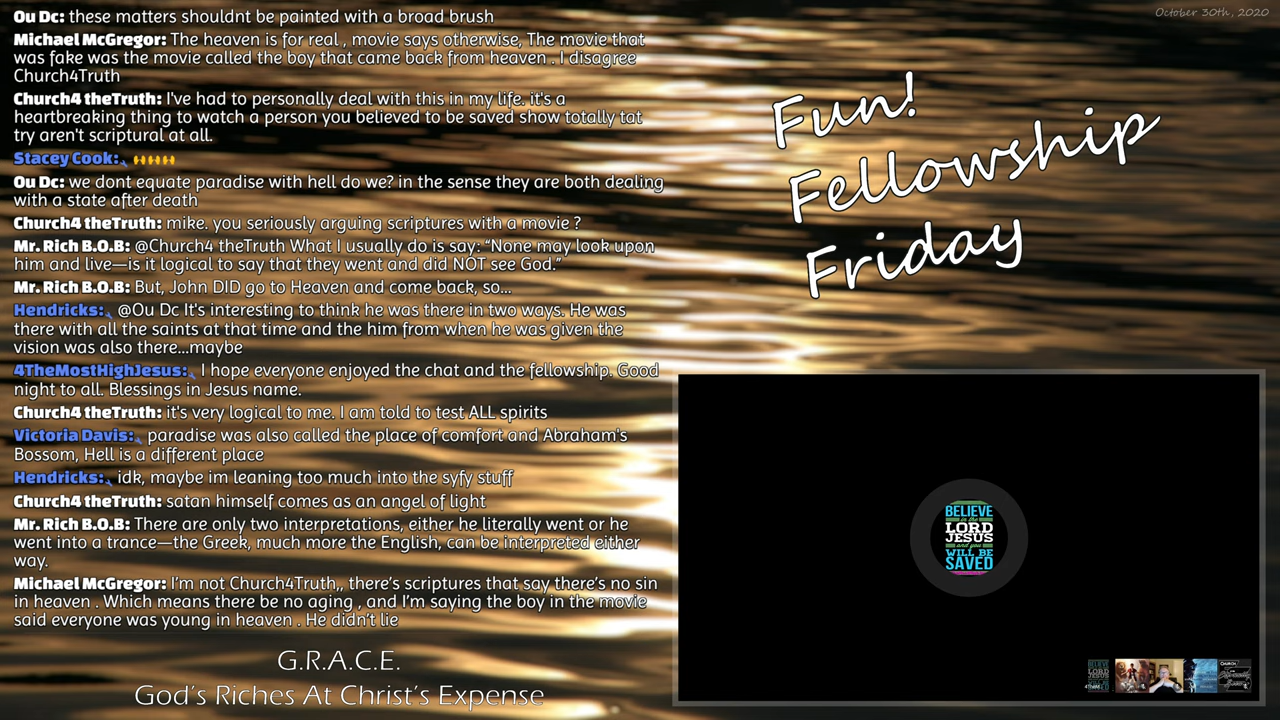 Ou Dc: these matters shouldnt be painted with a broad brush
Michael McGregor: The heaven is for real , movie says otherwise, The movie that
was fake was the movie called the boy that came back from heaven . I disagree
Church4Truth
Church4 theTruth: I've had to personally deal with this in my life. it's a
heartbreaking thing to watch a person you believed to be saved show totally tat
try aren't scriptural at all.
Stacey Cook: 🙌🙌🙌
Ou Dc: we dont equate paradise with hell do we? in the sense they are both dealing
with a state after death
Church4 theTruth: mike. you seriously arguing scriptures with a movie ?
Mr. Rich B.O.B: @Church4 theTruth What I usually do is say: “None may look upon
him and live—is it logical to say that they went and did NOT see God.”
Mr. Rich B.O.B: But, John DID go to Heaven and come back, so...
Hendricks: @Ou Dc It's interesting to think he was there in two ways. He was
there with all the saints at that time and the him from when he was given the
vision was also there...maybe
4TheMostHighJesus: I hope everyone enjoyed the chat and the fellowship. Good
night to all. Blessings in Jesus name.
Church4 theTruth: it's very logical to me. I am told to test ALL spirits
Victoria Davis: paradise was also called the place of comfort and Abraham's
Bossom, Hell is a different place
Hendricks: idk, maybe im leaning too much into the syfy stuff
Church4 theTruth: satan himself comes as an angel of light
Mr. Rich B.O.B: There are only two interpretations, either he literally went or he
went into a trance—the Greek, much more the English, can be interpreted either
way.
Michael McGregor: I’m not Church4Truth,, there’s scriptures that say there’s no sin
in heaven . Which means there be no aging , and I’m saying the boy in the movie
said everyone was young in heaven . He didn’t lie
G.R.A.C.E.
God's Riches At Christ's Expense
October 30th, 2020
Fun!
Fellowship
Friday
BELIEVE
in the
LORD
JESUS
and you
WILL BE
SAVED